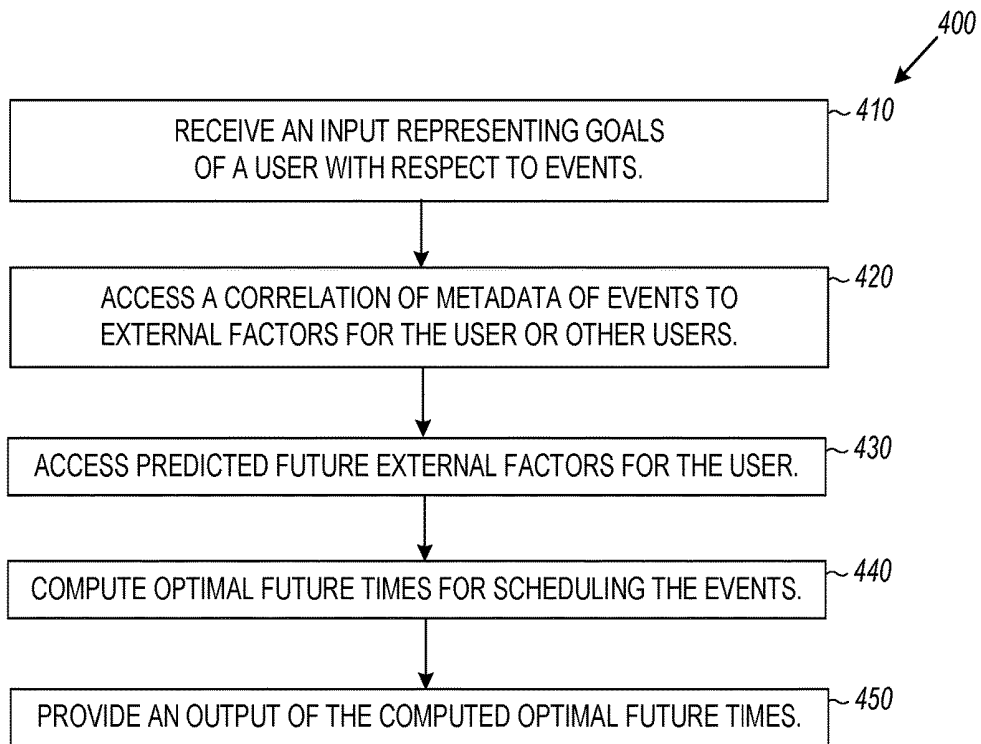 400
410
RECEIVE AN INPUT REPRESENTING GOALS
OF A USER WITH RESPECT TO EVENTS.
420
ACCESS A CORRELATION OF METADATA OF EVENTS TO
EXTERNAL FACTORS FOR THE USER OR OTHER USERS.
430
ACCESS PREDICTED FUTURE EXTERNAL FACTORS FOR THE USER.
440
COMPUTE OPTIMAL FUTURE TIMES FOR SCHEDULING THE EVENTS.
450
PROVIDE AN OUTPUT OF THE COMPUTED OPTIMAL FUTURE TIMES.